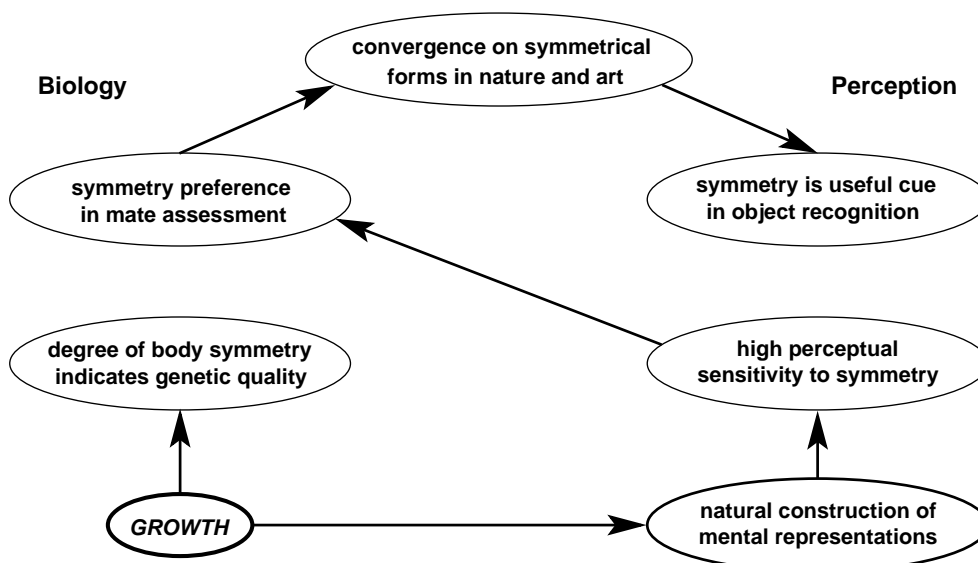 convergence on symmetrical
forms in nature and art
Biology
Perception
symmetry preference
in mate assessment
symmetry is useful cue
in object recognition
degree of body symmetry
indicates genetic quality
high perceptual
sensitivity to symmetry
GROWTH
natural construction of
mental representations